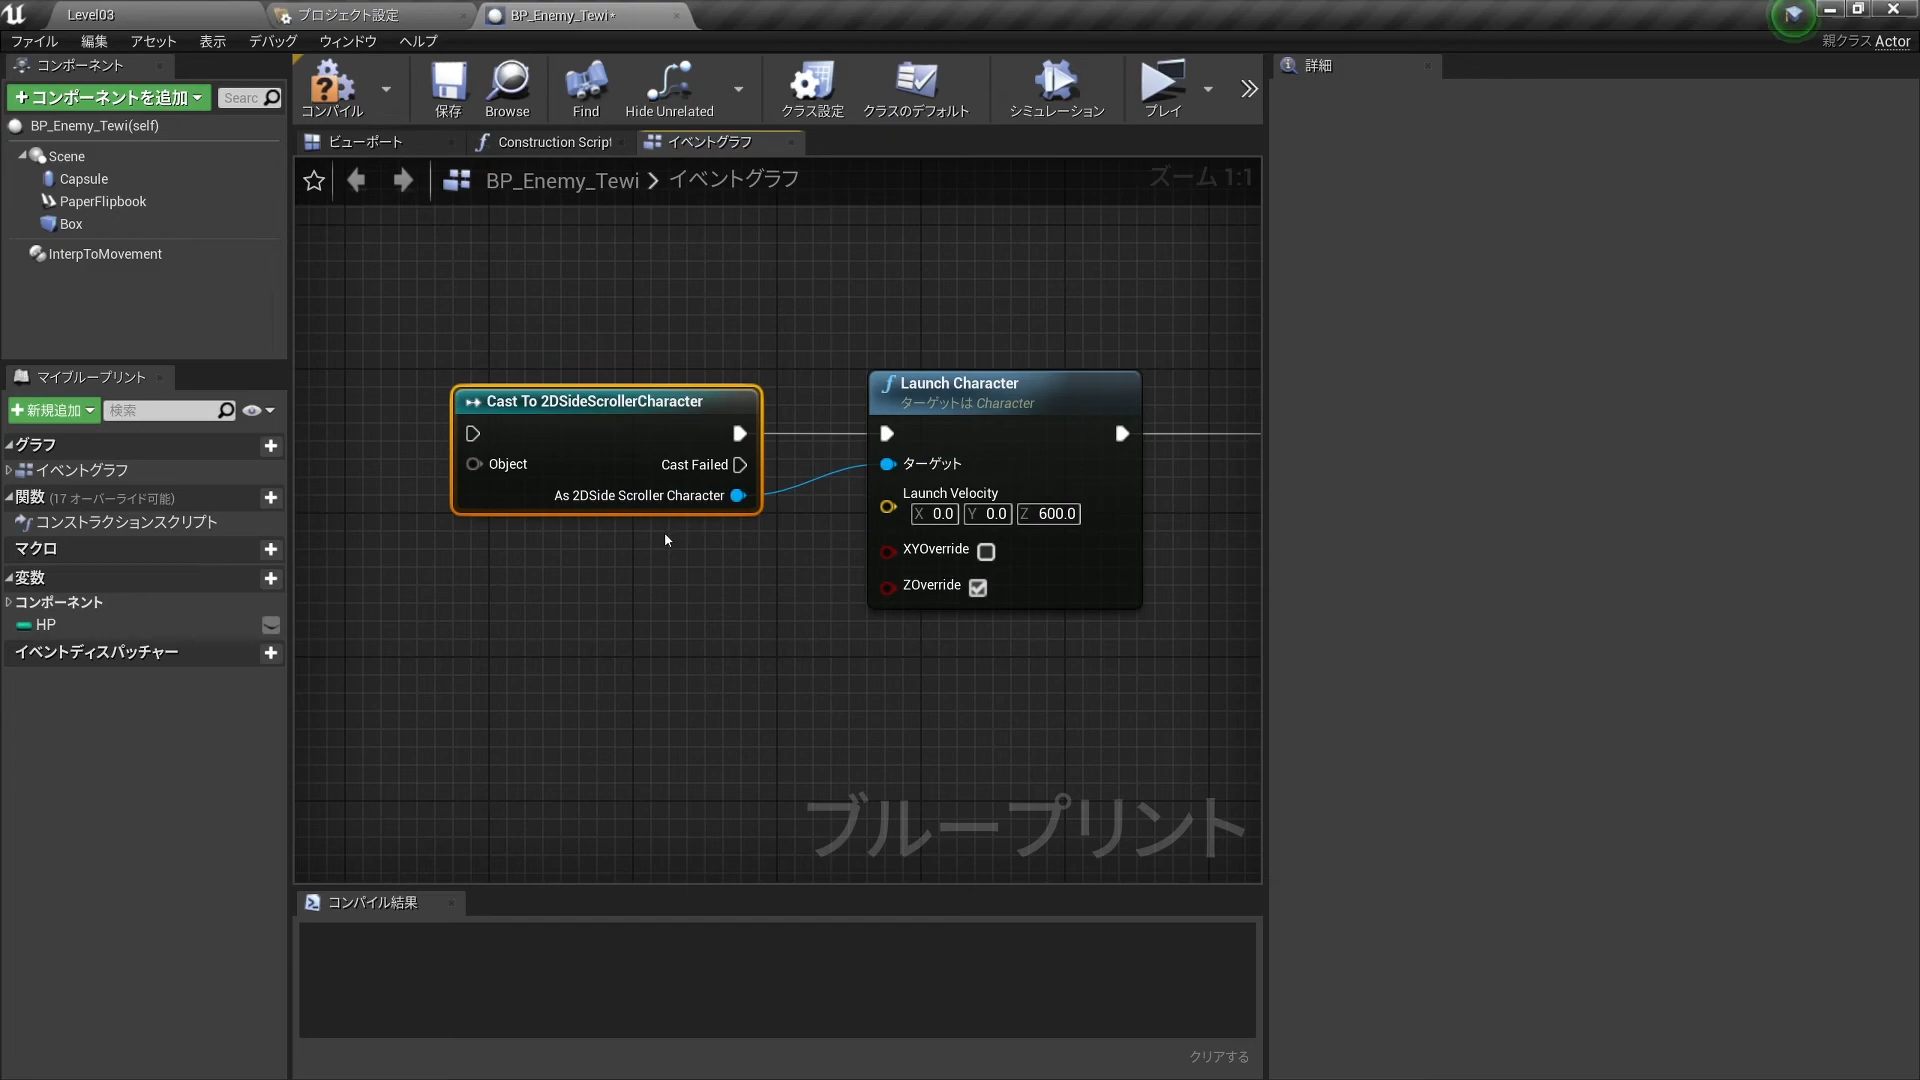 Level03
プロジェクト設定
BP_Enemy_Tewi*
ファイル 編集 アセット 表示 デバッグ ウィンドウ ヘルプ
親クラス Actor
コンポーネント
+コンポーネントを追加
Searc
BP_Enemy_Tewi(self)
Scene
Capsule
PaperFlipbook
Box
InterpToMovement
マイブループリント
+新規追加
検索
グラフ
イベントグラフ
関数 (17 オーバーライド可能)
コンストラクションスクリプト
マクロ
変数
コンポーネント
HP
イベントディスパッチャー
コンパイル
保存
Browse
Find
Hide Unrelated
クラス設定
クラスのデフォルト
シミュレーション
プレイ
ビューポート
Construction Script
イベントグラフ
BP_Enemy_Tewi > イベントグラフ
ズーム 1:1
Cast To 2DSideScrollerCharacter
Object
Cast Failed
As 2DSide Scroller Character
Launch Character
ターゲットは Character
ターゲット
Launch Velocity
X 0.0 Y 0.0 Z 600.0
XYOverride
ZOverride
ブループリント
コンパイル結果
クリアする
詳細